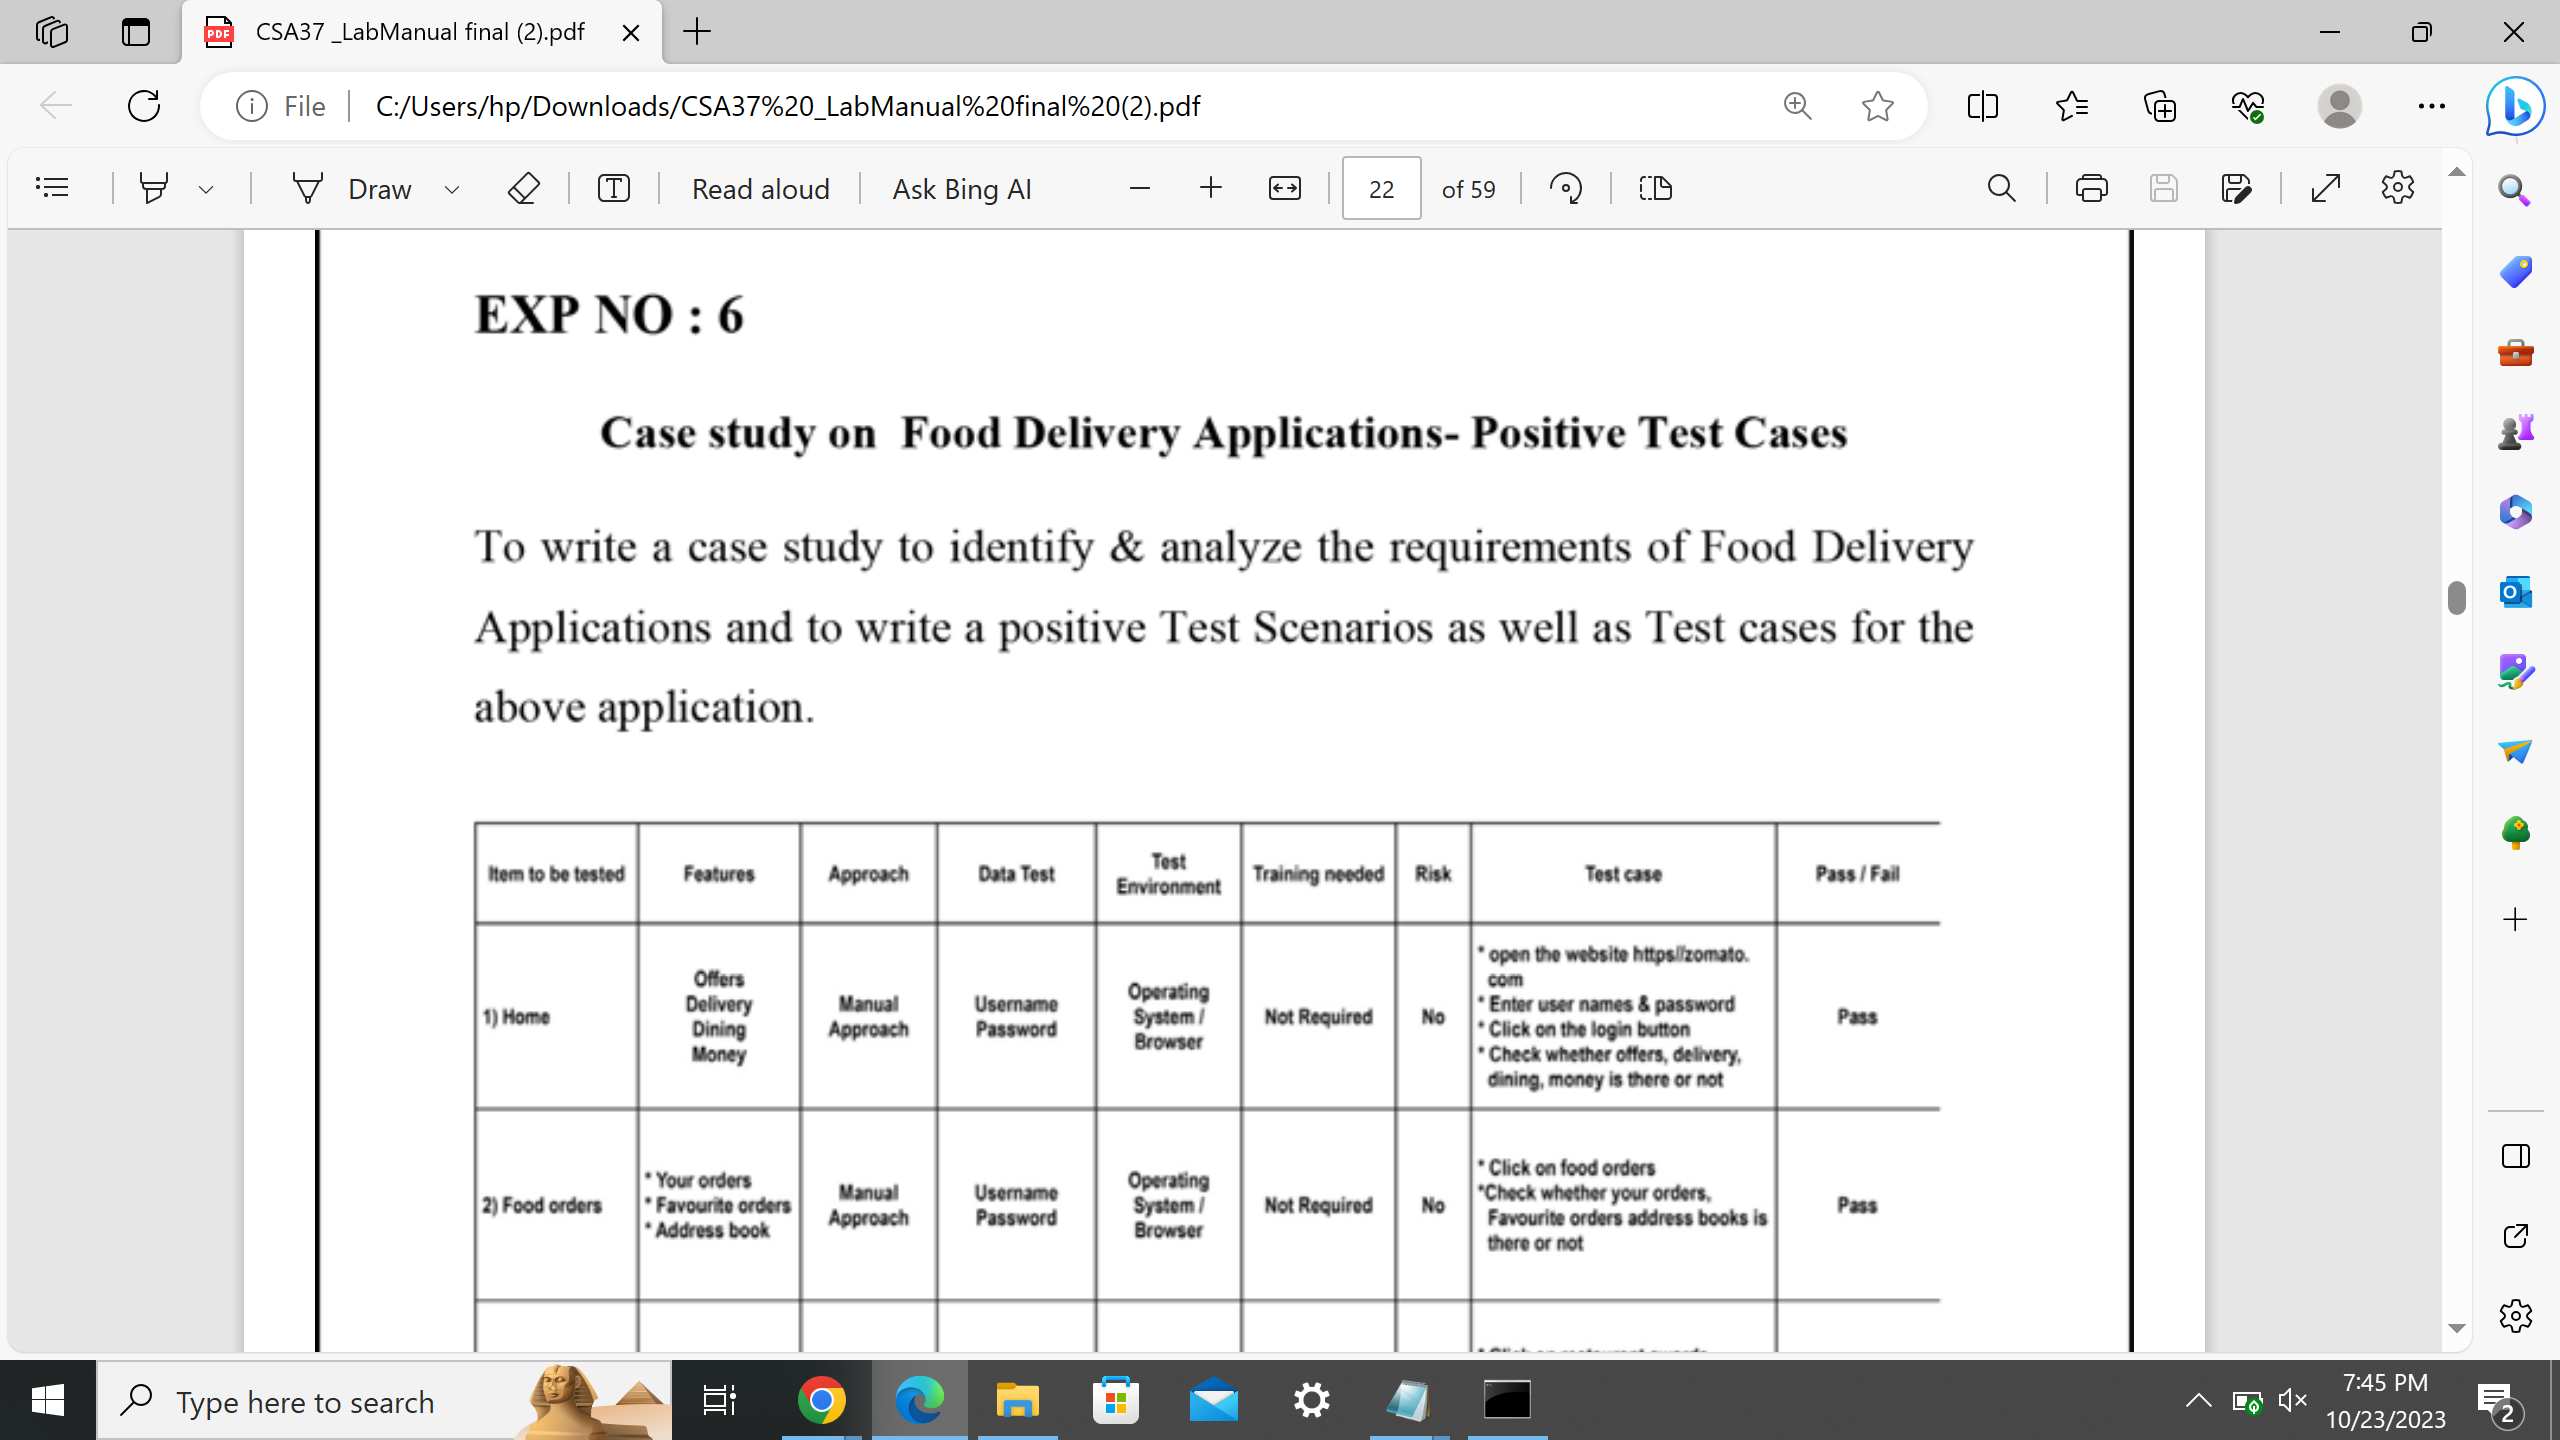 CSA37 _LabManual final (2).pdf
File
C:/Users/hp/Downloads/CSA37%20_LabManual%20final%20(2).pdf
Draw
Read aloud
Ask Bing AI
22
of 59
EXP NO : 6
Case study on Food Delivery Applications- Positive Test Cases
To write a case study to identify & analyze the requirements of Food Delivery
Applications and to write a positive Test Scenarios as well as Test cases for the
above application.
Item to be tested
Features
Approach
Data Test
Test
Environment
Training needed
Risk
Test case
Pass / Fail
1) Home
Offers
Delivery
Dining
Money
Manual
Approach
Username
Password
Operating
System /
Browser
Not Required
No
* open the website https//zomato.
com
* Enter user names & password
* Click on the login button
* Check whether offers, delivery,
dining, money is there or not
Pass
2) Food orders
* Your orders
* Favourite orders
* Address book
Manual
Approach
Username
Password
Operating
System /
Browser
Not Required
No
* Click on food orders
*Check whether your orders,
Favourite orders address books is
there or not
Pass
Type here to search
7:45 PM
10/23/2023
2